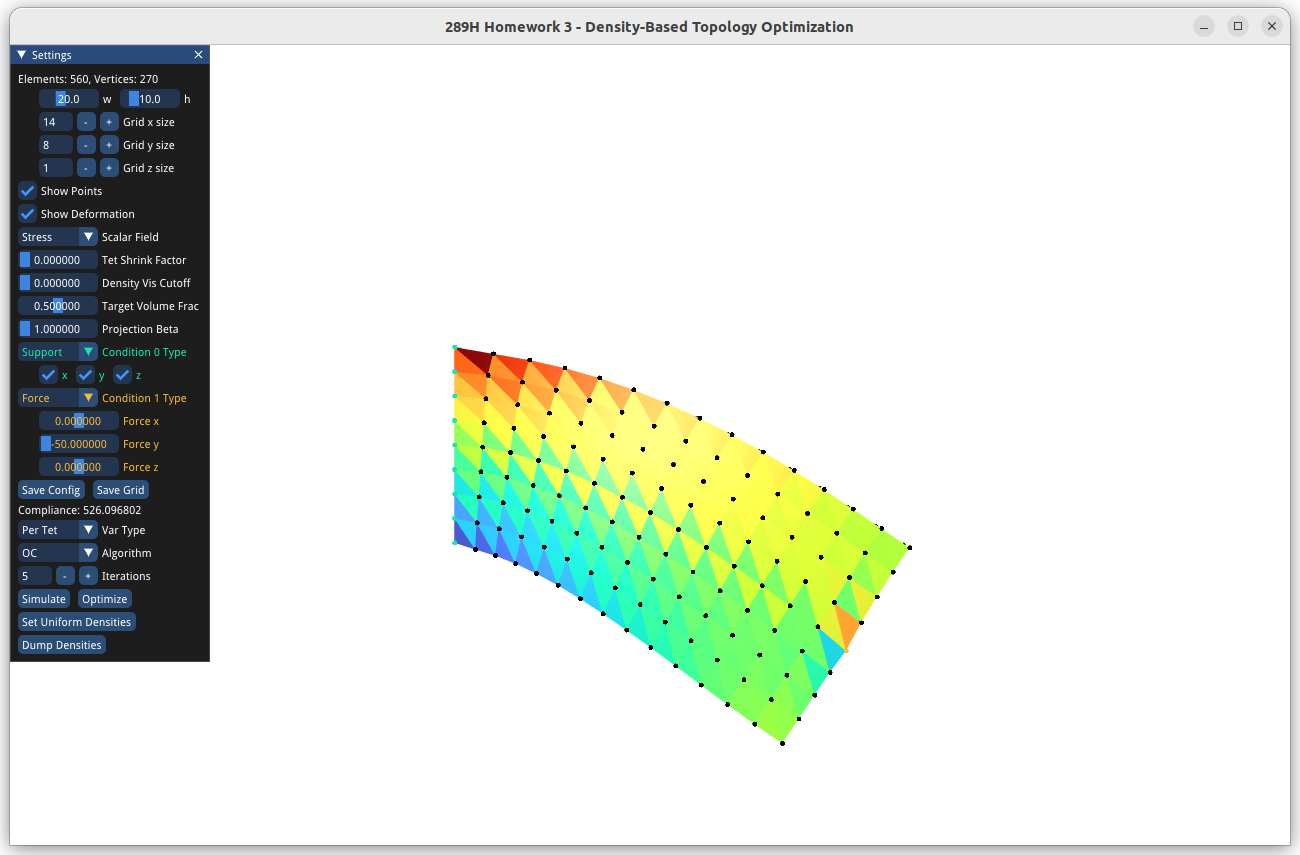 289H Homework 3 - Density-Based Topology Optimization
Settings
Elements: 560, Vertices: 270
20.0 w 10.0 h
14 - + Grid x size
8 - + Grid y size
1 - + Grid z size
Show Points
Show Deformation
Stress Scalar Field
0.000000 Tet Shrink Factor
0.000000 Density Vis Cutoff
0.500000 Target Volume Frac
1.000000 Projection Beta
Support Condition 0 Type
x y z
Force Condition 1 Type
0.000000 Force x
-50.000000 Force y
0.000000 Force z
Save Config Save Grid
Compliance: 526.096802
Per Tet Var Type
OC Algorithm
5 - + Iterations
Simulate Optimize
Set Uniform Densities
Dump Densities